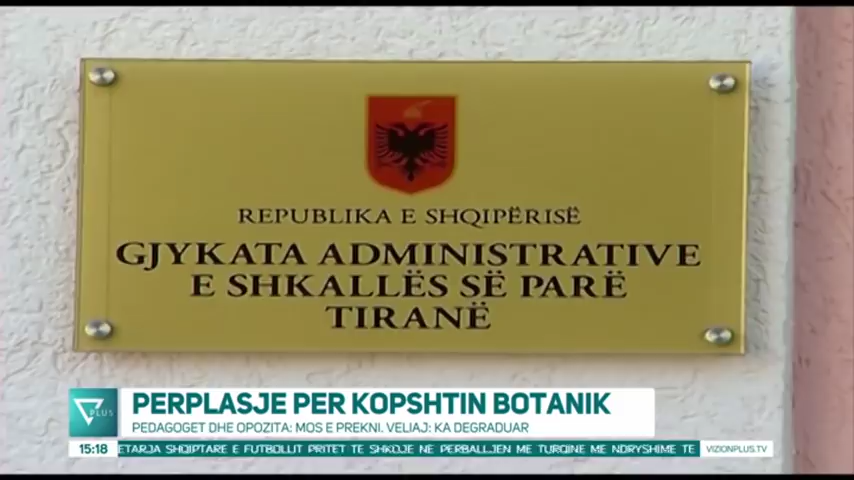 REPUBLIKA E SHQIPËRISË
GJYKATA ADMINISTRATIVE
E SHKALLËS SË PARË
TIRANË
PLUS
PERPLASJE PER KOPSHTIN BOTANIK
PEDAGOGET DHE OPOZITA: MOS E PREKNI. VELIAJ: KA DEGRADUAR
15:18 ETARJA SHQIPTARE E FUTBOLLIT PRITET TE SHKOJE NE PERBALLJEN ME TURQINE ME NDRYSHIME TE VIZIONPLUS.TV